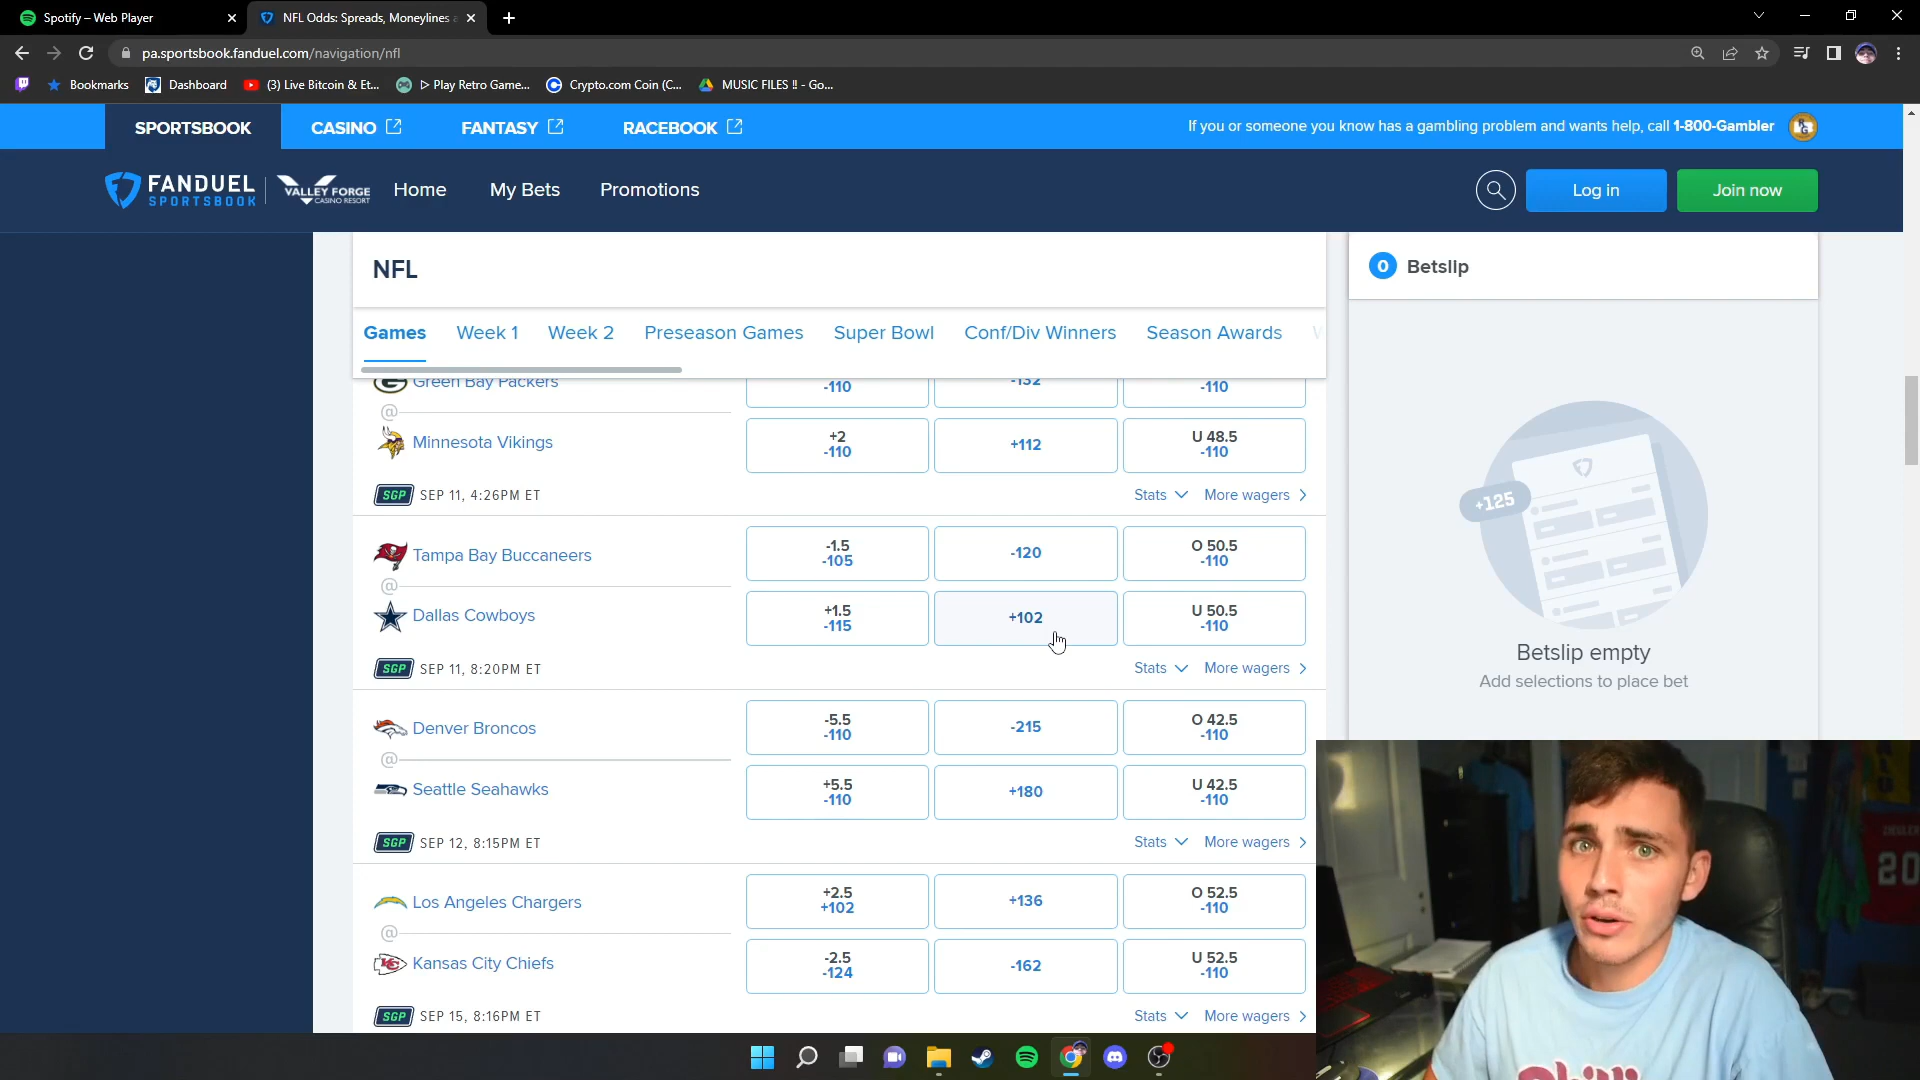 Spotify – Web Player
NFL Odds: Spreads, Moneylines a
pa.sportsbook.fanduel.com/navigation/nfl
Bookmarks
Dashboard
(3) Live Bitcoin & Et...
▷ Play Retro Game...
Crypto.com Coin (C...
MUSIC FILES !! - Go...
SPORTSBOOK
CASINO
FANTASY
RACEBOOK
If you or someone you know has a gambling problem and wants help, call 1-800-Gambler
FANDUEL
SPORTSBOOK
VALLEY FORGE
CASINO RESORT
Home
My Bets
Promotions
Log in
Join now
NFL
0 Betslip
Games
Week 1
Week 2
Preseason Games
Super Bowl
Conf/Div Winners
Season Awards
Green Bay Packers
-110
-132
-110
@
Minnesota Vikings
+2
-110
+112
U 48.5
-110
SGP SEP 11, 4:26PM ET
Stats
More wagers
Tampa Bay Buccaneers
-1.5
-105
-120
O 50.5
-110
@
Dallas Cowboys
+1.5
-115
+102
U 50.5
-110
SGP SEP 11, 8:20PM ET
Stats
More wagers
Denver Broncos
-5.5
-110
-215
O 42.5
-110
@
Seattle Seahawks
+5.5
-110
+180
U 42.5
-110
SGP SEP 12, 8:15PM ET
Stats
More wagers
Los Angeles Chargers
+2.5
+102
+136
O 52.5
-110
@
Kansas City Chiefs
-2.5
-124
-162
U 52.5
-110
SGP SEP 15, 8:16PM ET
Stats
More wagers
+125
Betslip empty
Add selections to place bet
20